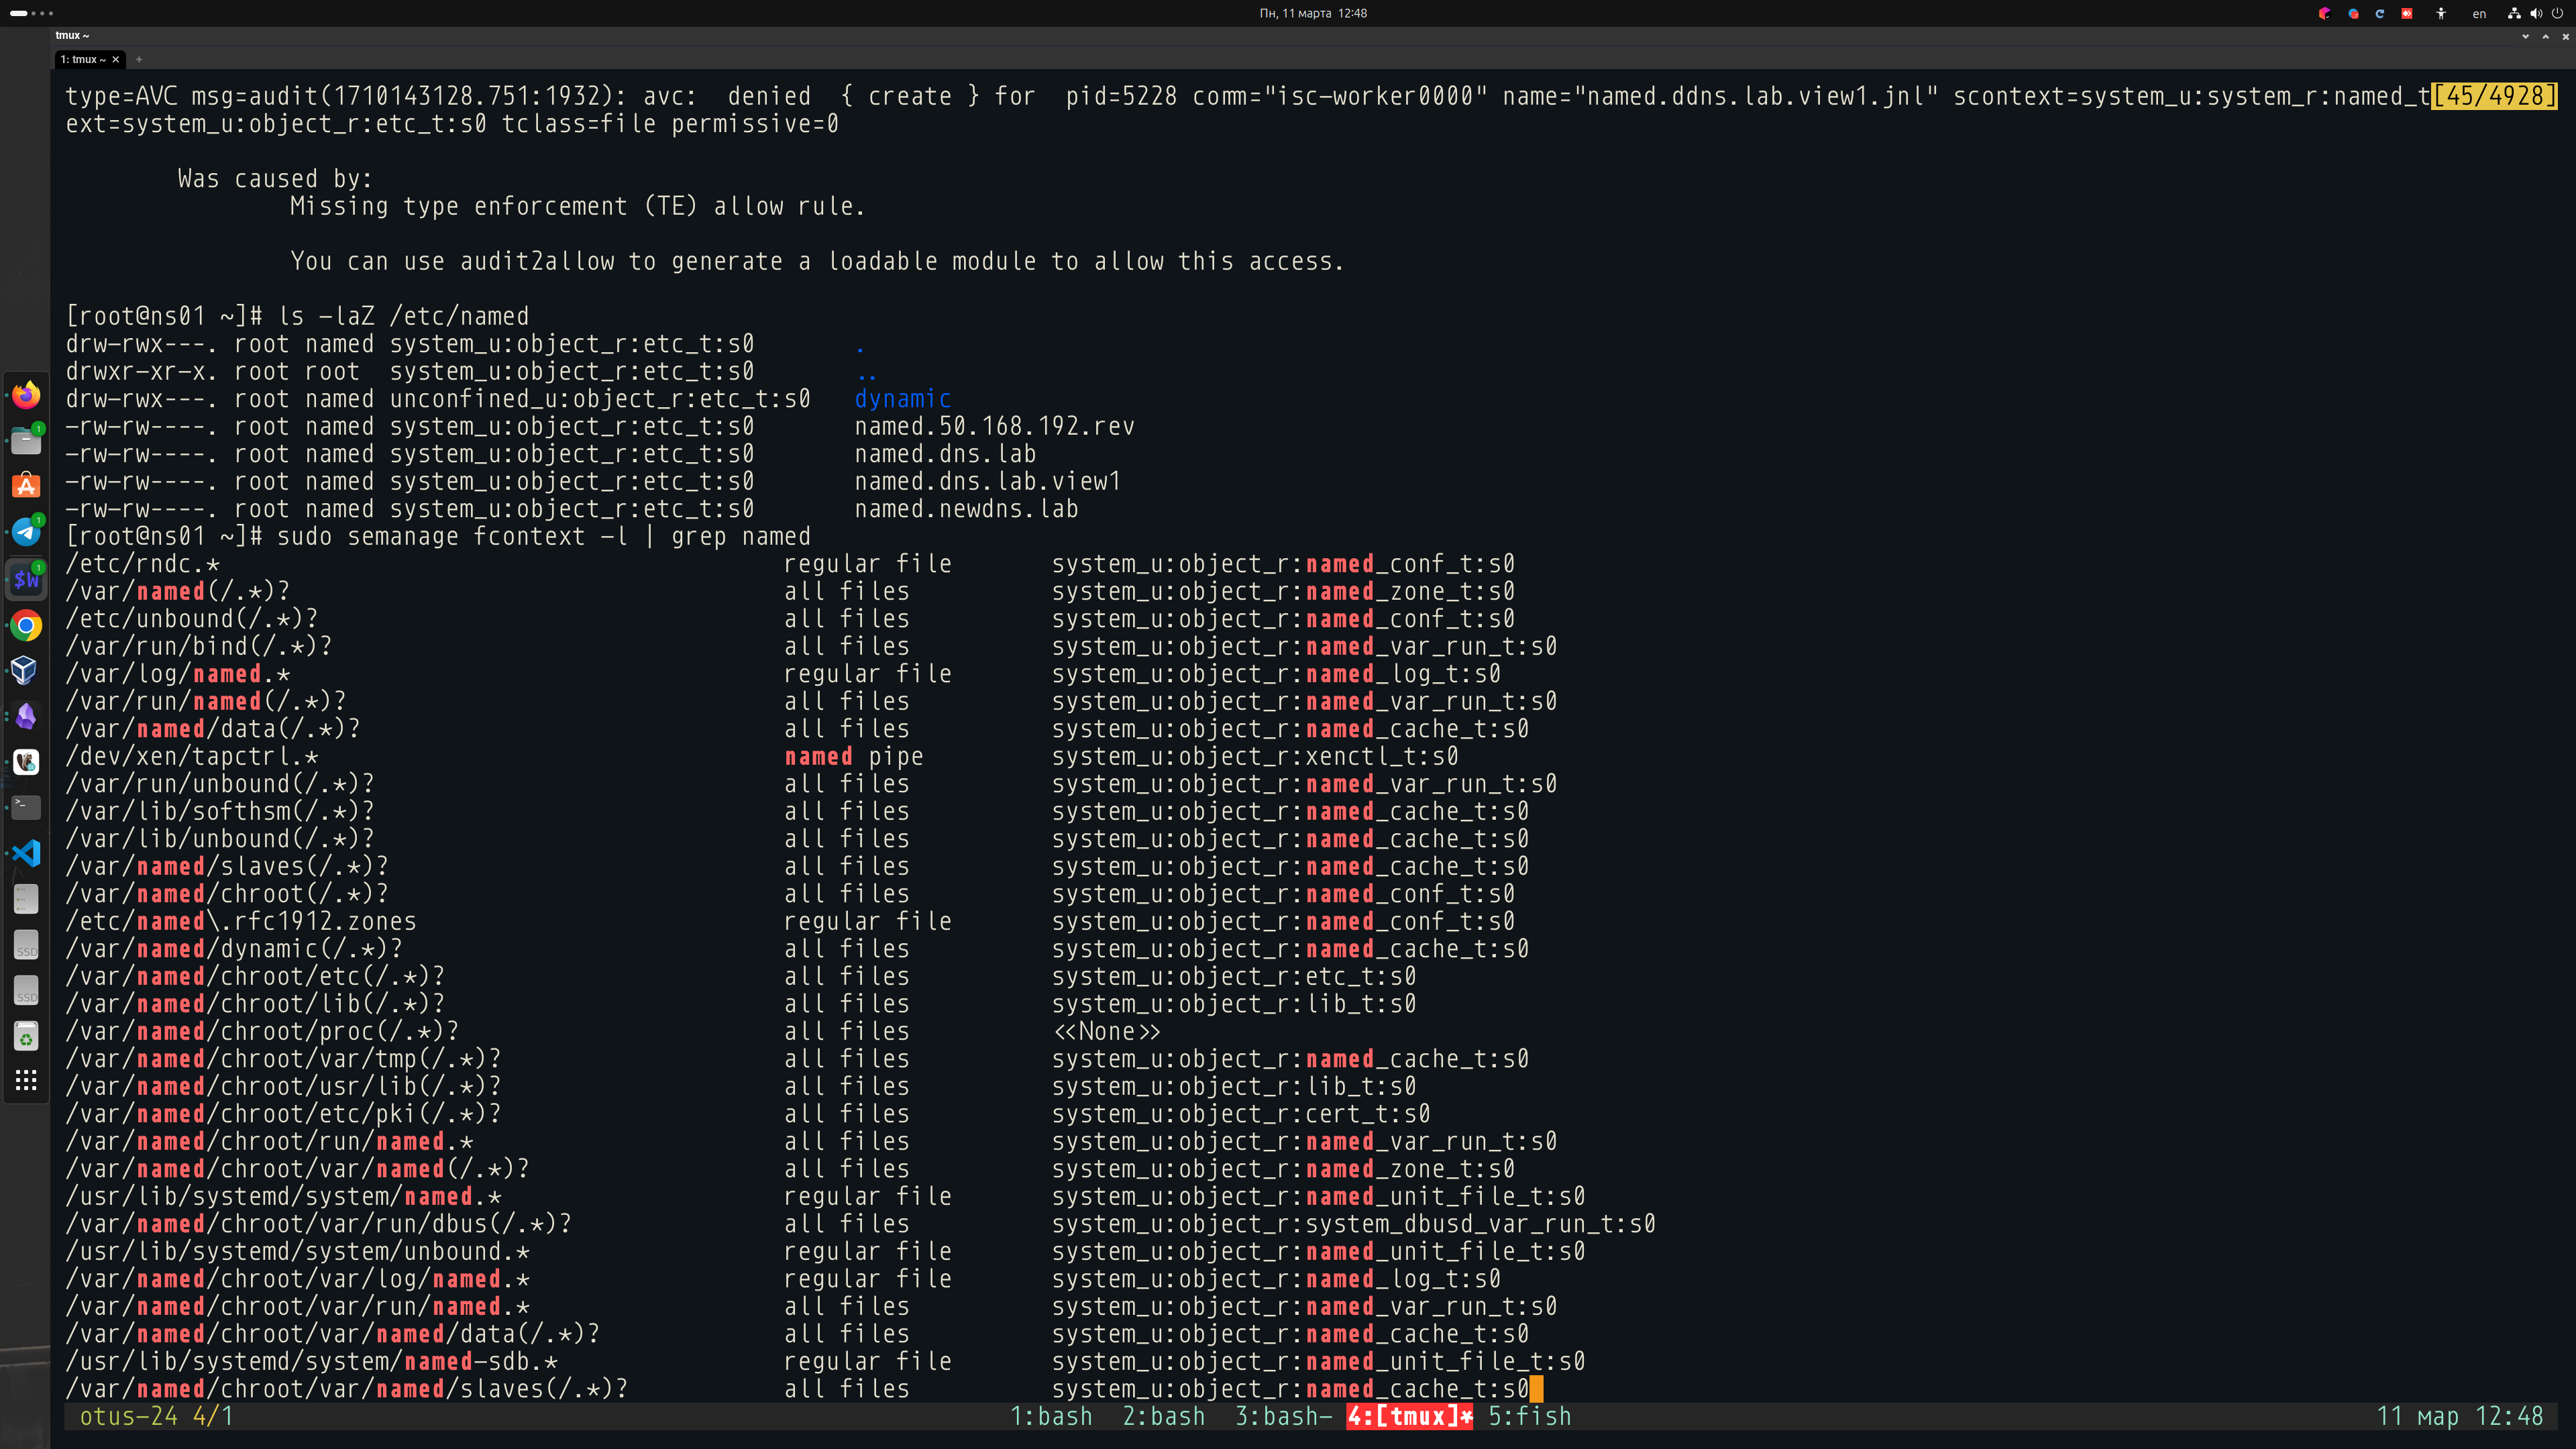 Пн, 11 марта 12:48
en
tmux ~
1: tmux ~ ✕ +
type=AVC msg=audit(1710143128.751:1932): avc:  denied  { create } for  pid=5228 comm="isc-worker0000" name="named.ddns.lab.view1.jnl" scontext=system_u:system_r:named_t[45/4928]
ext=system_u:object_r:etc_t:s0 tclass=file permissive=0
Was caused by:
Missing type enforcement (TE) allow rule.
You can use audit2allow to generate a loadable module to allow this access.
[root@ns01 ~]# ls -laZ /etc/named
drw-rwx---. root named system_u:object_r:etc_t:s0       .
drwxr-xr-x. root root  system_u:object_r:etc_t:s0       ..
drw-rwx---. root named unconfined_u:object_r:etc_t:s0   dynamic
-rw-rw----. root named system_u:object_r:etc_t:s0       named.50.168.192.rev
-rw-rw----. root named system_u:object_r:etc_t:s0       named.dns.lab
-rw-rw----. root named system_u:object_r:etc_t:s0       named.dns.lab.view1
-rw-rw----. root named system_u:object_r:etc_t:s0       named.newdns.lab
[root@ns01 ~]# sudo semanage fcontext -l | grep named
/etc/rndc.* regular file system_u:object_r:named_conf_t:s0
/var/named(/.*)? all files system_u:object_r:named_zone_t:s0
/etc/unbound(/.*)? all files system_u:object_r:named_conf_t:s0
/var/run/bind(/.*)? all files system_u:object_r:named_var_run_t:s0
/var/log/named.* regular file system_u:object_r:named_log_t:s0
/var/run/named(/.*)? all files system_u:object_r:named_var_run_t:s0
/var/named/data(/.*)? all files system_u:object_r:named_cache_t:s0
/dev/xen/tapctrl.* named pipe system_u:object_r:xenctl_t:s0
/var/run/unbound(/.*)? all files system_u:object_r:named_var_run_t:s0
/var/lib/softhsm(/.*)? all files system_u:object_r:named_cache_t:s0
/var/lib/unbound(/.*)? all files system_u:object_r:named_cache_t:s0
/var/named/slaves(/.*)? all files system_u:object_r:named_cache_t:s0
/var/named/chroot(/.*)? all files system_u:object_r:named_conf_t:s0
/etc/named\.rfc1912.zones regular file system_u:object_r:named_conf_t:s0
/var/named/dynamic(/.*)? all files system_u:object_r:named_cache_t:s0
/var/named/chroot/etc(/.*)? all files system_u:object_r:etc_t:s0
/var/named/chroot/lib(/.*)? all files system_u:object_r:lib_t:s0
/var/named/chroot/proc(/.*)? all files <<None>>
/var/named/chroot/var/tmp(/.*)? all files system_u:object_r:named_cache_t:s0
/var/named/chroot/usr/lib(/.*)? all files system_u:object_r:lib_t:s0
/var/named/chroot/etc/pki(/.*)? all files system_u:object_r:cert_t:s0
/var/named/chroot/run/named.* all files system_u:object_r:named_var_run_t:s0
/var/named/chroot/var/named(/.*)? all files system_u:object_r:named_zone_t:s0
/usr/lib/systemd/system/named.* regular file system_u:object_r:named_unit_file_t:s0
/var/named/chroot/var/run/dbus(/.*)? all files system_u:object_r:system_dbusd_var_run_t:s0
/usr/lib/systemd/system/unbound.* regular file system_u:object_r:named_unit_file_t:s0
/var/named/chroot/var/log/named.* regular file system_u:object_r:named_log_t:s0
/var/named/chroot/var/run/named.* all files system_u:object_r:named_var_run_t:s0
/var/named/chroot/var/named/data(/.*)? all files system_u:object_r:named_cache_t:s0
/usr/lib/systemd/system/named-sdb.* regular file system_u:object_r:named_unit_file_t:s0
/var/named/chroot/var/named/slaves(/.*)? all files system_u:object_r:named_cache_t:s0
otus-24 4/1 1:bash 2:bash 3:bash- 4:[tmux]* 5:fish 11 мар 12:48
1
1
1
$W
>_
SSD
SSD